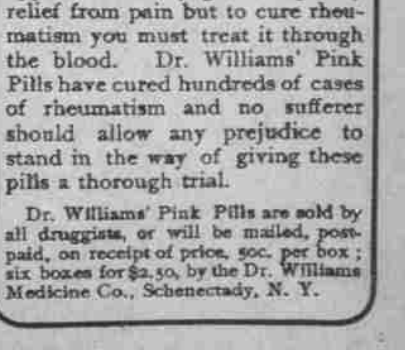 relief from pain but to cure rheu-
matism you must treat it through
the blood. Dr. Williams' Pink
Pills have cured hundreds of cases
of rheumatism and no sufferer
should allow any prejudice to
stand in the way of giving these
pills a thorough trial.
Dr. Williams' Pink Pills are sold by
all druggists, or will be mailed, post-
paid, on receipt of price, 50c. per box;
six boxes for $2.50, by the Dr. Williams
Medicine Co., Schenectady, N. Y.